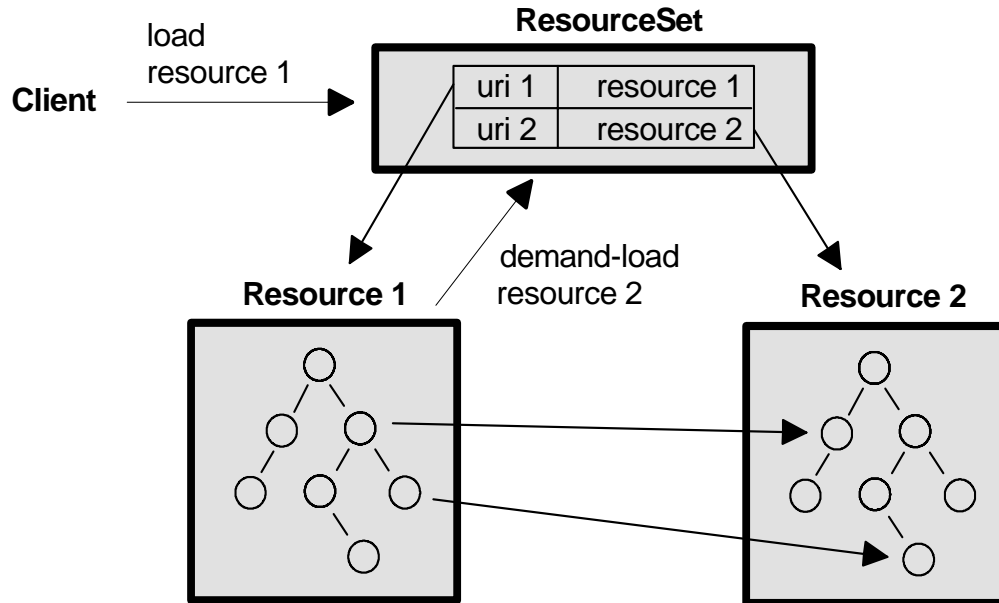 ResourceSet
load
resource 1
Client
uri 1 resource 1
uri 2 resource 2
demand-load
resource 2
Resource 1
Resource 2